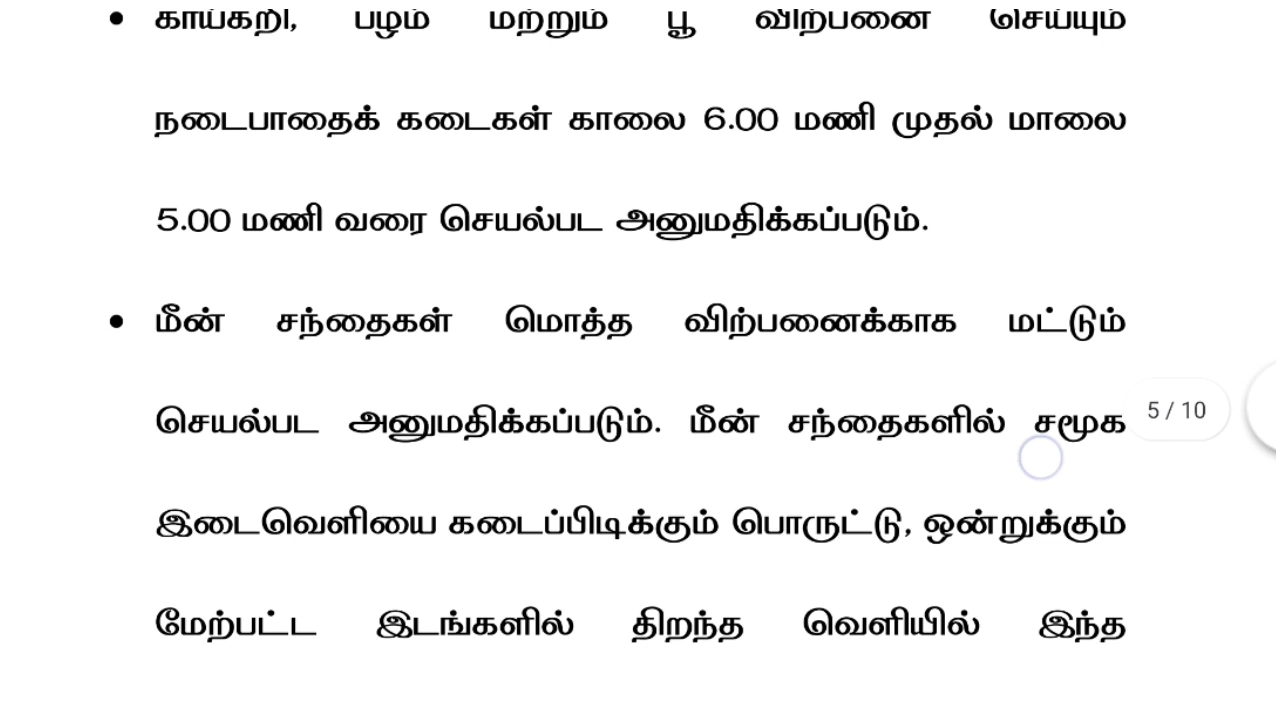 • காய்கறி, பழம் மற்றும் பூ விற்பனை செய்யும்
நடைபாதைக் கடைகள் காலை 6.00 மணி முதல் மாலை
5.00 மணி வரை செயல்பட அனுமதிக்கப்படும்.
• மீன் சந்தைகள் மொத்த விற்பனைக்காக மட்டும்
செயல்பட அனுமதிக்கப்படும். மீன் சந்தைகளில் சமூக
5 / 10
இடைவெளியை கடைப்பிடிக்கும் பொருட்டு, ஒன்றுக்கும்
மேற்பட்ட இடங்களில் திறந்த வெளியில் இந்த